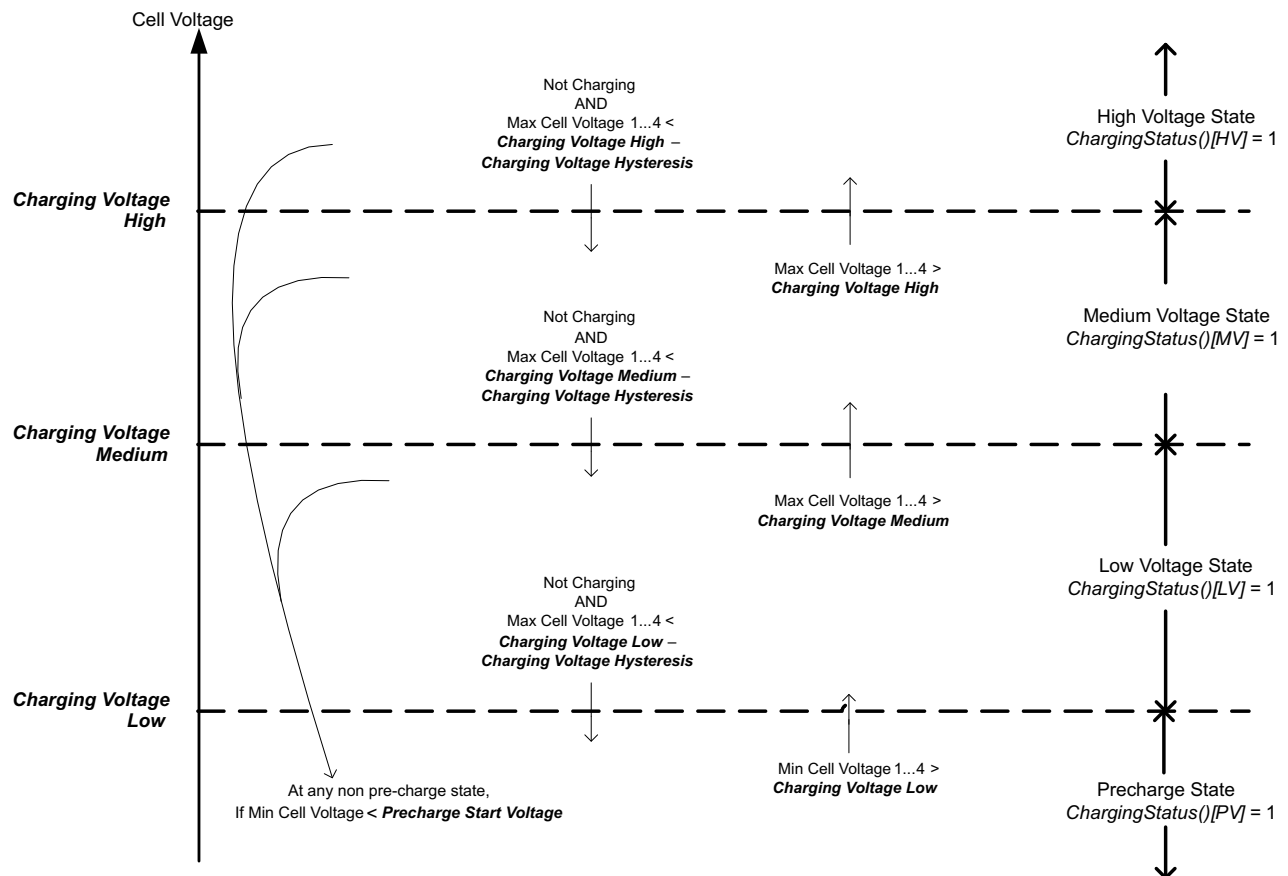 Cell Voltage
Not Charging
AND
Max Cell Voltage 1...4 <
Charging Voltage High –
Charging Voltage Hysteresis
High Voltage State
ChargingStatus()[HV] = 1
Charging Voltage
High
Max Cell Voltage 1...4 >
Charging Voltage High
Not Charging
AND
Max Cell Voltage 1...4 <
Charging Voltage Medium –
Charging Voltage Hysteresis
Medium Voltage State
ChargingStatus()[MV] = 1
Charging Voltage
Medium
Max Cell Voltage 1...4 >
Charging Voltage Medium
Not Charging
AND
Max Cell Voltage 1...4 <
Charging Voltage Low –
Charging Voltage Hysteresis
Low Voltage State
ChargingStatus()[LV] = 1
Charging Voltage
Low
Min Cell Voltage 1...4 >
Charging Voltage Low
At any non pre-charge state,
If Min Cell Voltage < Precharge Start Voltage
Precharge State
ChargingStatus()[PV] = 1